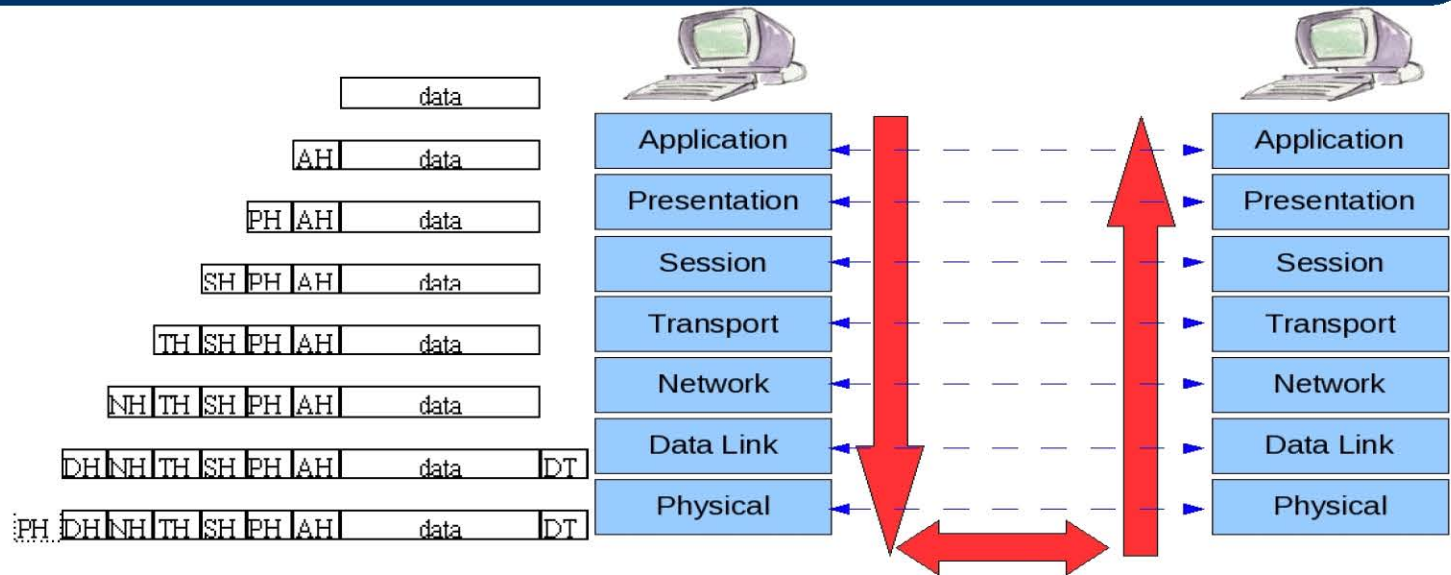 data
AH data
PH AH data
SH PH AH data
TH SH PH AH data
NH TH SH PH AH data
DH NH TH SH PH AH data DT
PH DH NH TH SH PH AH data DT
Application
Presentation
Session
Transport
Network
Data Link
Physical
Application
Presentation
Session
Transport
Network
Data Link
Physical